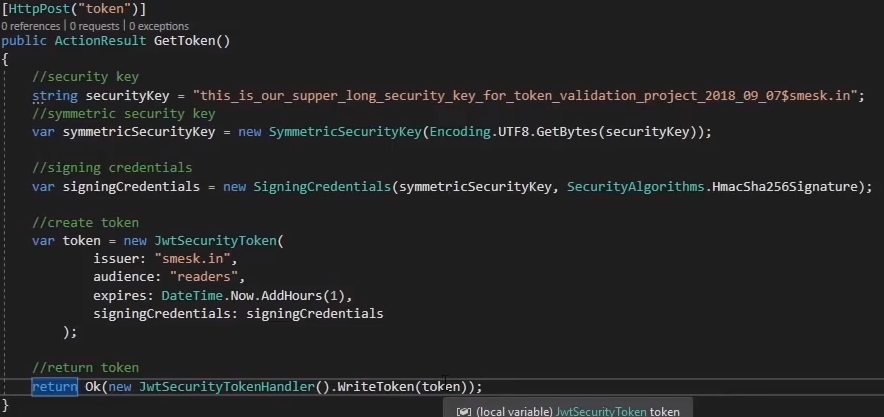 [HttpPost("token")]
0 references | 0 requests | 0 exceptions
public ActionResult GetToken()
{
//security key
string securityKey = "this_is_our_supper_long_security_key_for_token_validation_project_2018_09_07$smesk.in";
//symmetric security key
var symmetricSecurityKey = new SymmetricSecurityKey(Encoding.UTF8.GetBytes(securityKey));
//signing credentials
var signingCredentials = new SigningCredentials(symmetricSecurityKey, SecurityAlgorithms.HmacSha256Signature);
//create token
var token = new JwtSecurityToken(
issuer: "smesk.in",
audience: "readers",
expires: DateTime.Now.AddHours(1),
signingCredentials: signingCredentials
);
//return token
return Ok(new JwtSecurityTokenHandler().WriteToken(token));
(local variable) JwtSecurityToken token
}